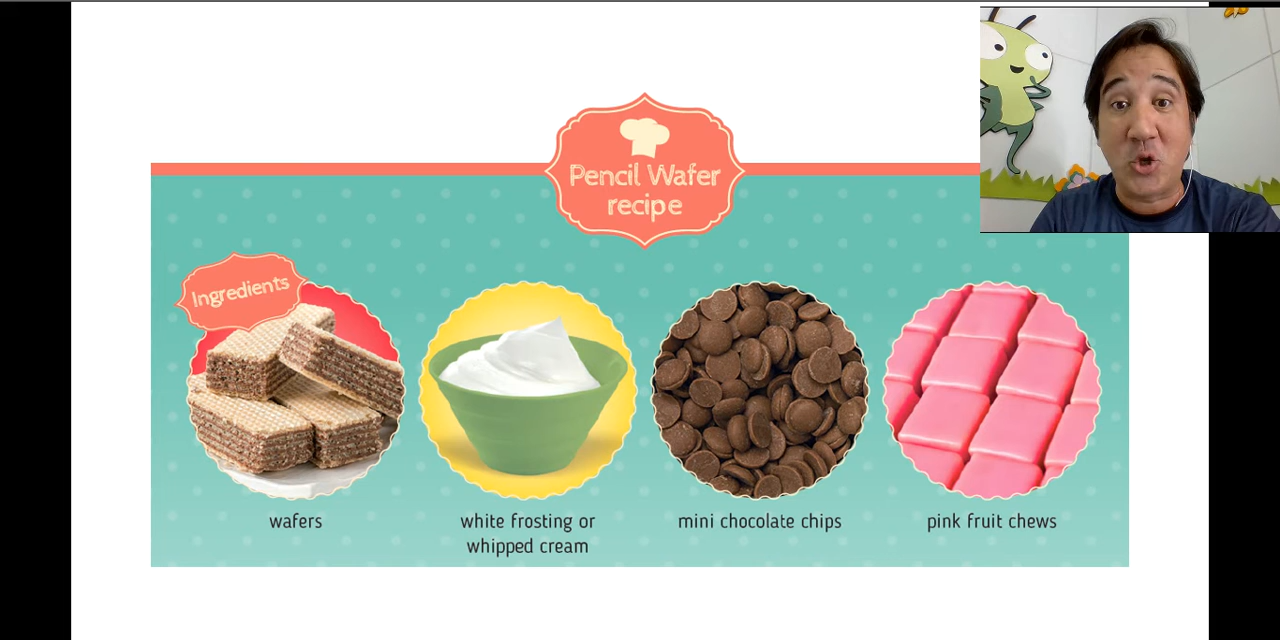 Pencil Wafer
recipe
Ingredients
wafers
white frosting or
whipped cream
mini chocolate chips
pink fruit chews